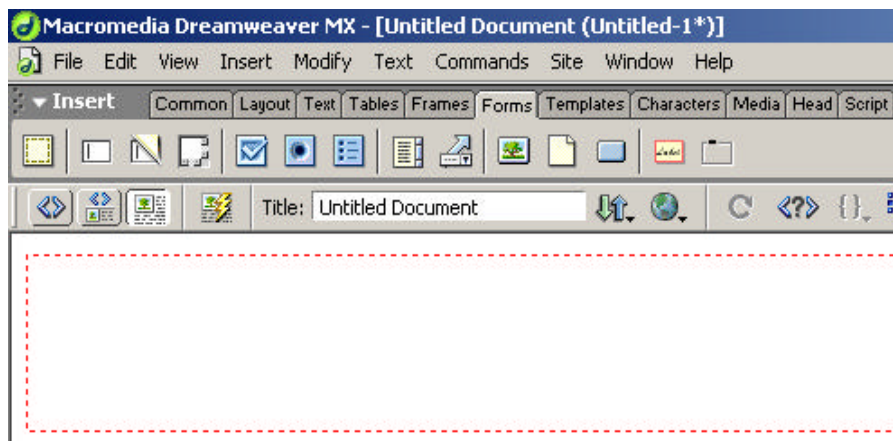 Macromedia Dreamweaver MX - [Untitled Document (Untitled-1*)]
File Edit View Insert Modify Text Commands Site Window Help
Insert Common Layout Text Tables Frames Forms Templates Characters Media Head Script
Title: Untitled Document